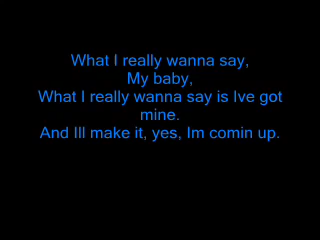 What I really wanna say,
My baby,
What I really wanna say is Ive got
mine.
And Ill make it, yes, Im comin up.